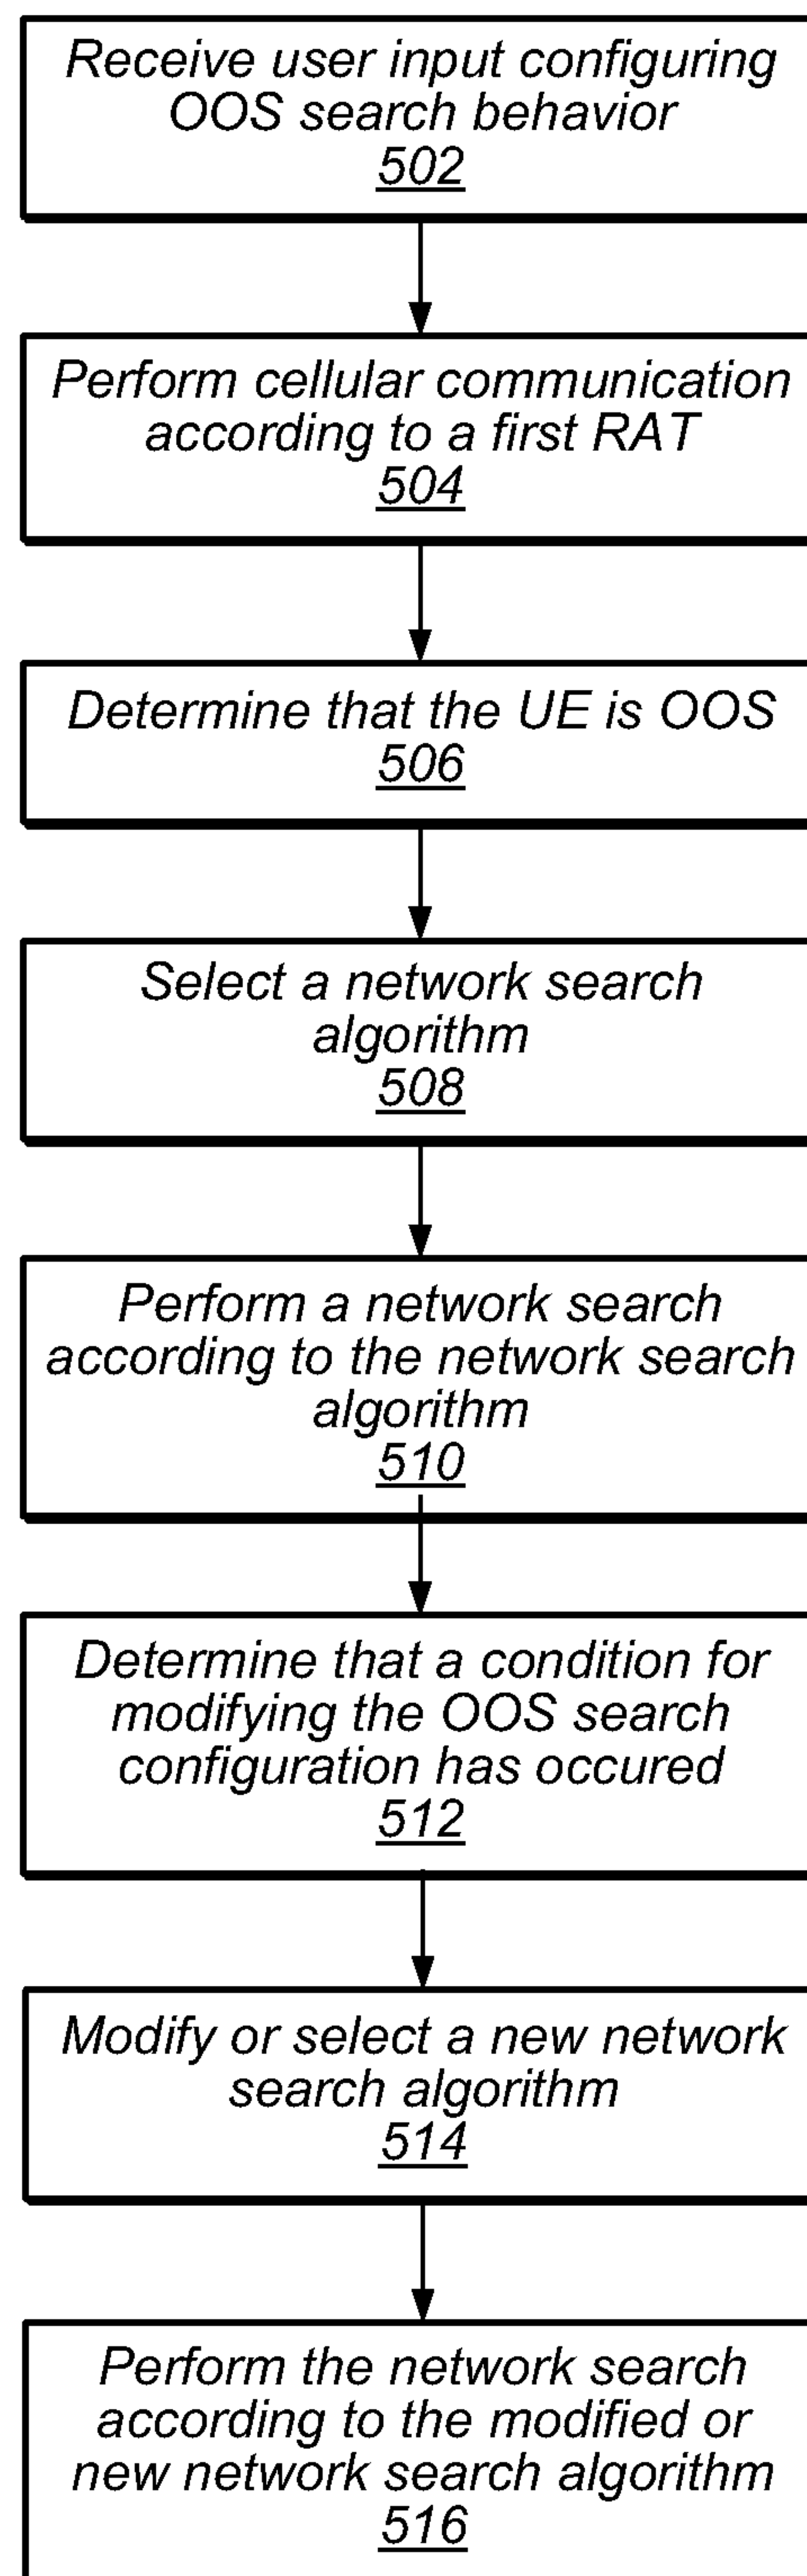 Receive user input configuring
OOS search behavior
502
Perform cellular communication
according to a first RAT
504
Determine that the UE is OOS
506
Select a network search
algorithm
508
Perform a network search
according to the network search
algorithm
510
Determine that a condition for
modifying the OOS search
configuration has occured
512
Modify or select a new network
search algorithm
514
Perform the network search
according to the modified or
new network search algorithm
516